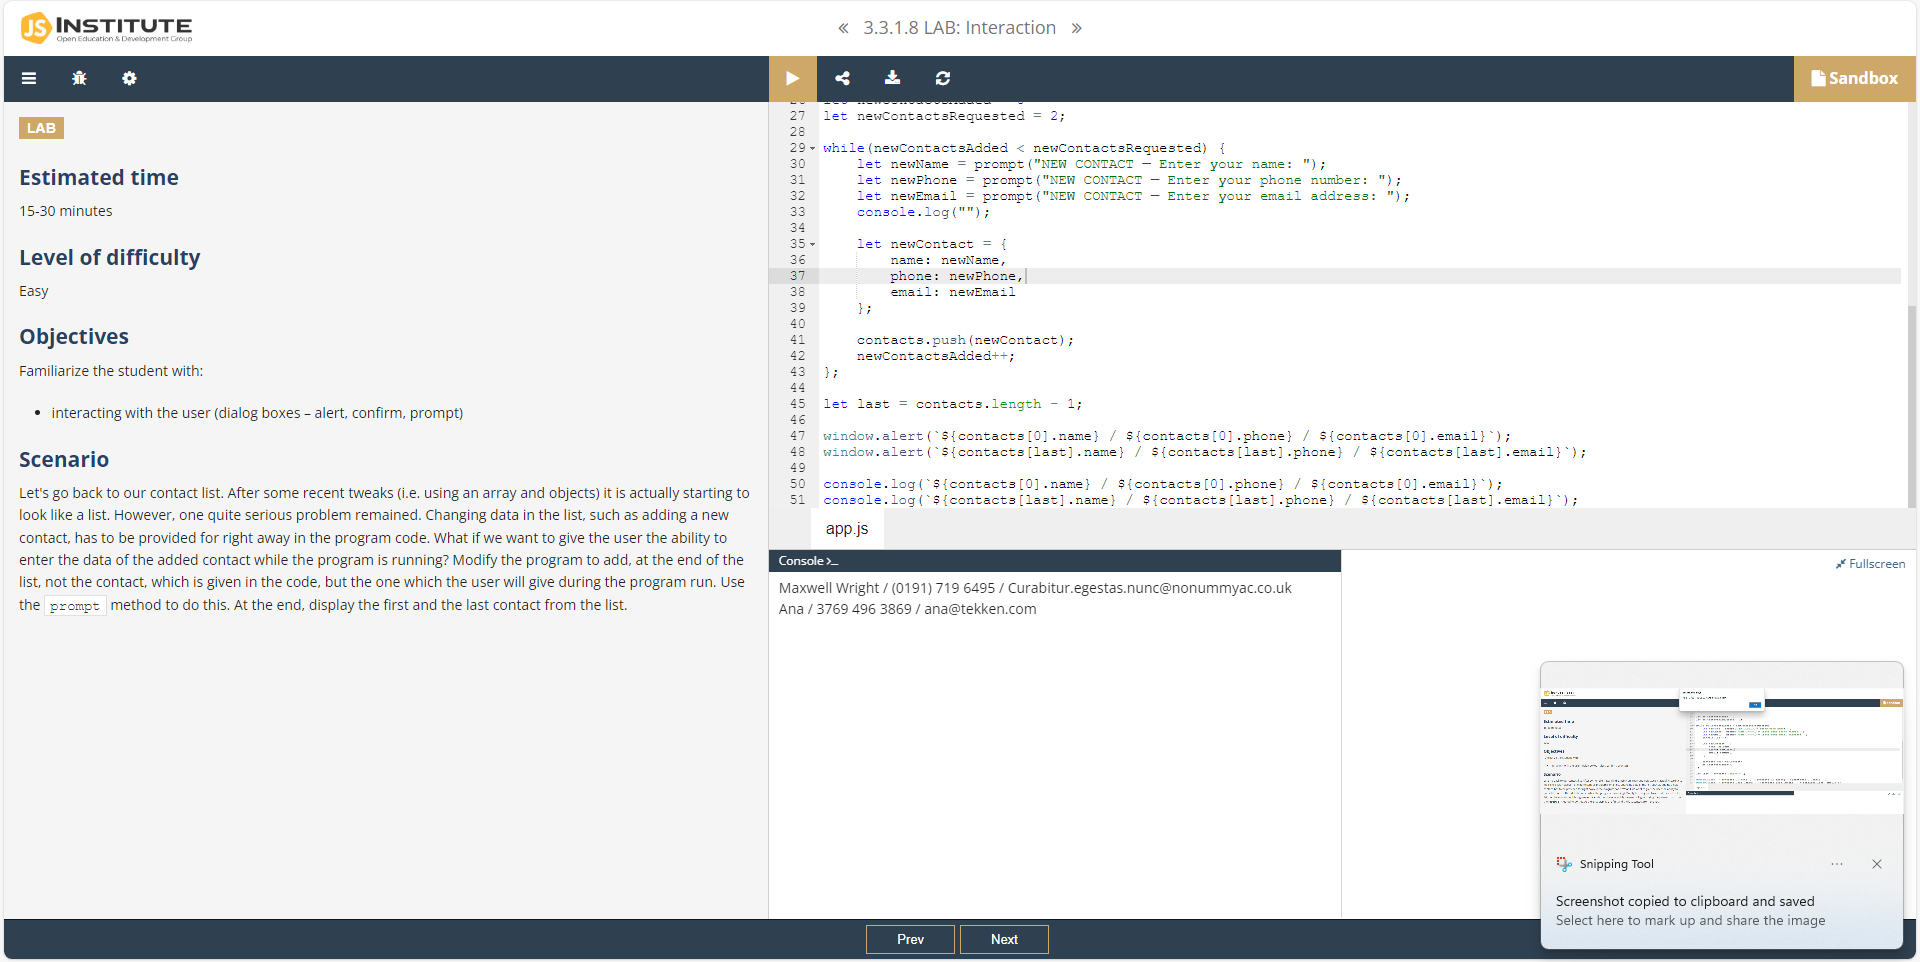 JS INSTITUTE
Open Education & Development Group
« 3.3.1.8 LAB: Interaction »
Sandbox
LAB
Estimated time
15-30 minutes
Level of difficulty
Easy
Objectives
Familiarize the student with:
• interacting with the user (dialog boxes – alert, confirm, prompt)
Scenario
Let's go back to our contact list. After some recent tweaks (i.e. using an array and objects) it is actually starting to
look like a list. However, one quite serious problem remained. Changing data in the list, such as adding a new
contact, has to be provided for right away in the program code. What if we want to give the user the ability to
enter the data of the added contact while the program is running? Modify the program to add, at the end of the
list, not the contact, which is given in the code, but the one which the user will give during the program run. Use
the prompt method to do this. At the end, display the first and the last contact from the list.
27 let newContactsRequested = 2;
28
29 while(newContactsAdded < newContactsRequested) {
30 let newName = prompt("NEW CONTACT — Enter your name: ");
31 let newPhone = prompt("NEW CONTACT — Enter your phone number: ");
32 let newEmail = prompt("NEW CONTACT — Enter your email address: ");
33 console.log("");
34
35 let newContact = {
36 name: newName,
37 phone: newPhone,
38 email: newEmail
39 };
40
41 contacts.push(newContact);
42 newContactsAdded++;
43 };
44
45 let last = contacts.length - 1;
46
47 window.alert(`${contacts[0].name} / ${contacts[0].phone} / ${contacts[0].email}`);
48 window.alert(`${contacts[last].name} / ${contacts[last].phone} / ${contacts[last].email}`);
49
50 console.log(`${contacts[0].name} / ${contacts[0].phone} / ${contacts[0].email}`);
51 console.log(`${contacts[last].name} / ${contacts[last].phone} / ${contacts[last].email}`);
app.js
Console >_
Fullscreen
Maxwell Wright / (0191) 719 6495 / Curabitur.egestas.nunc@nonummyac.co.uk
Ana / 3769 496 3869 / ana@tekken.com
Snipping Tool
Screenshot copied to clipboard and saved
Select here to mark up and share the image
Prev
Next